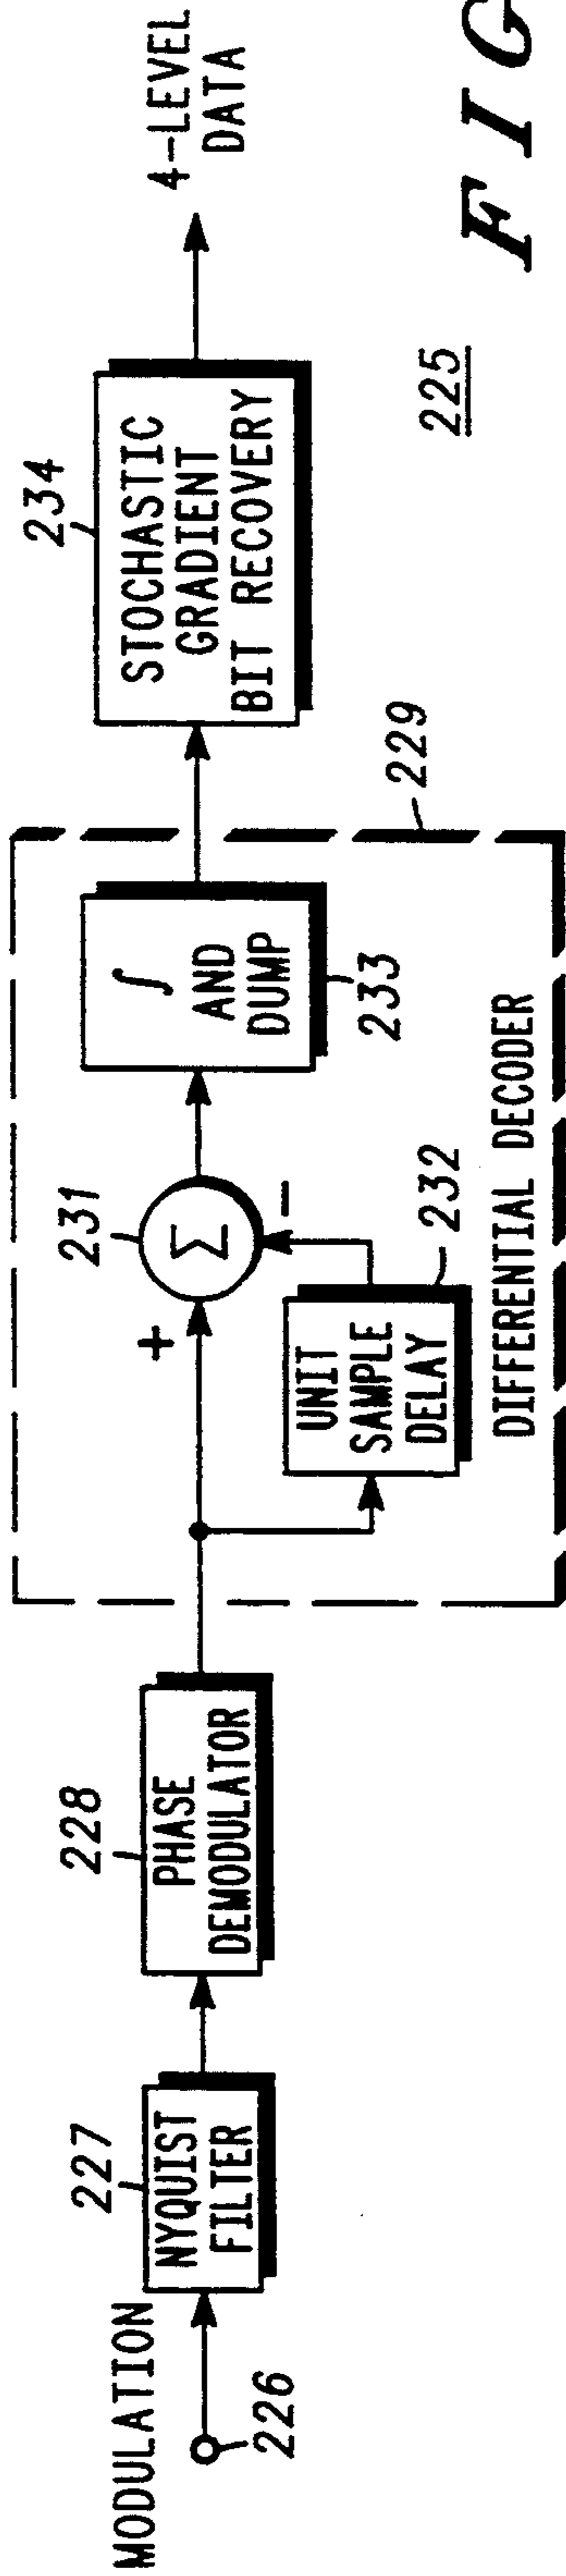 MODULATION
226
227
NYQUIST
FILTER
228
PHASE
DEMODULATOR
+
231
Σ
−
UNIT
SAMPLE
DELAY
232
∫
AND
DUMP
233
DIFFERENTIAL DECODER
229
234
STOCHASTIC
GRADIENT
BIT RECOVERY
4-LEVEL
DATA
225
FIG